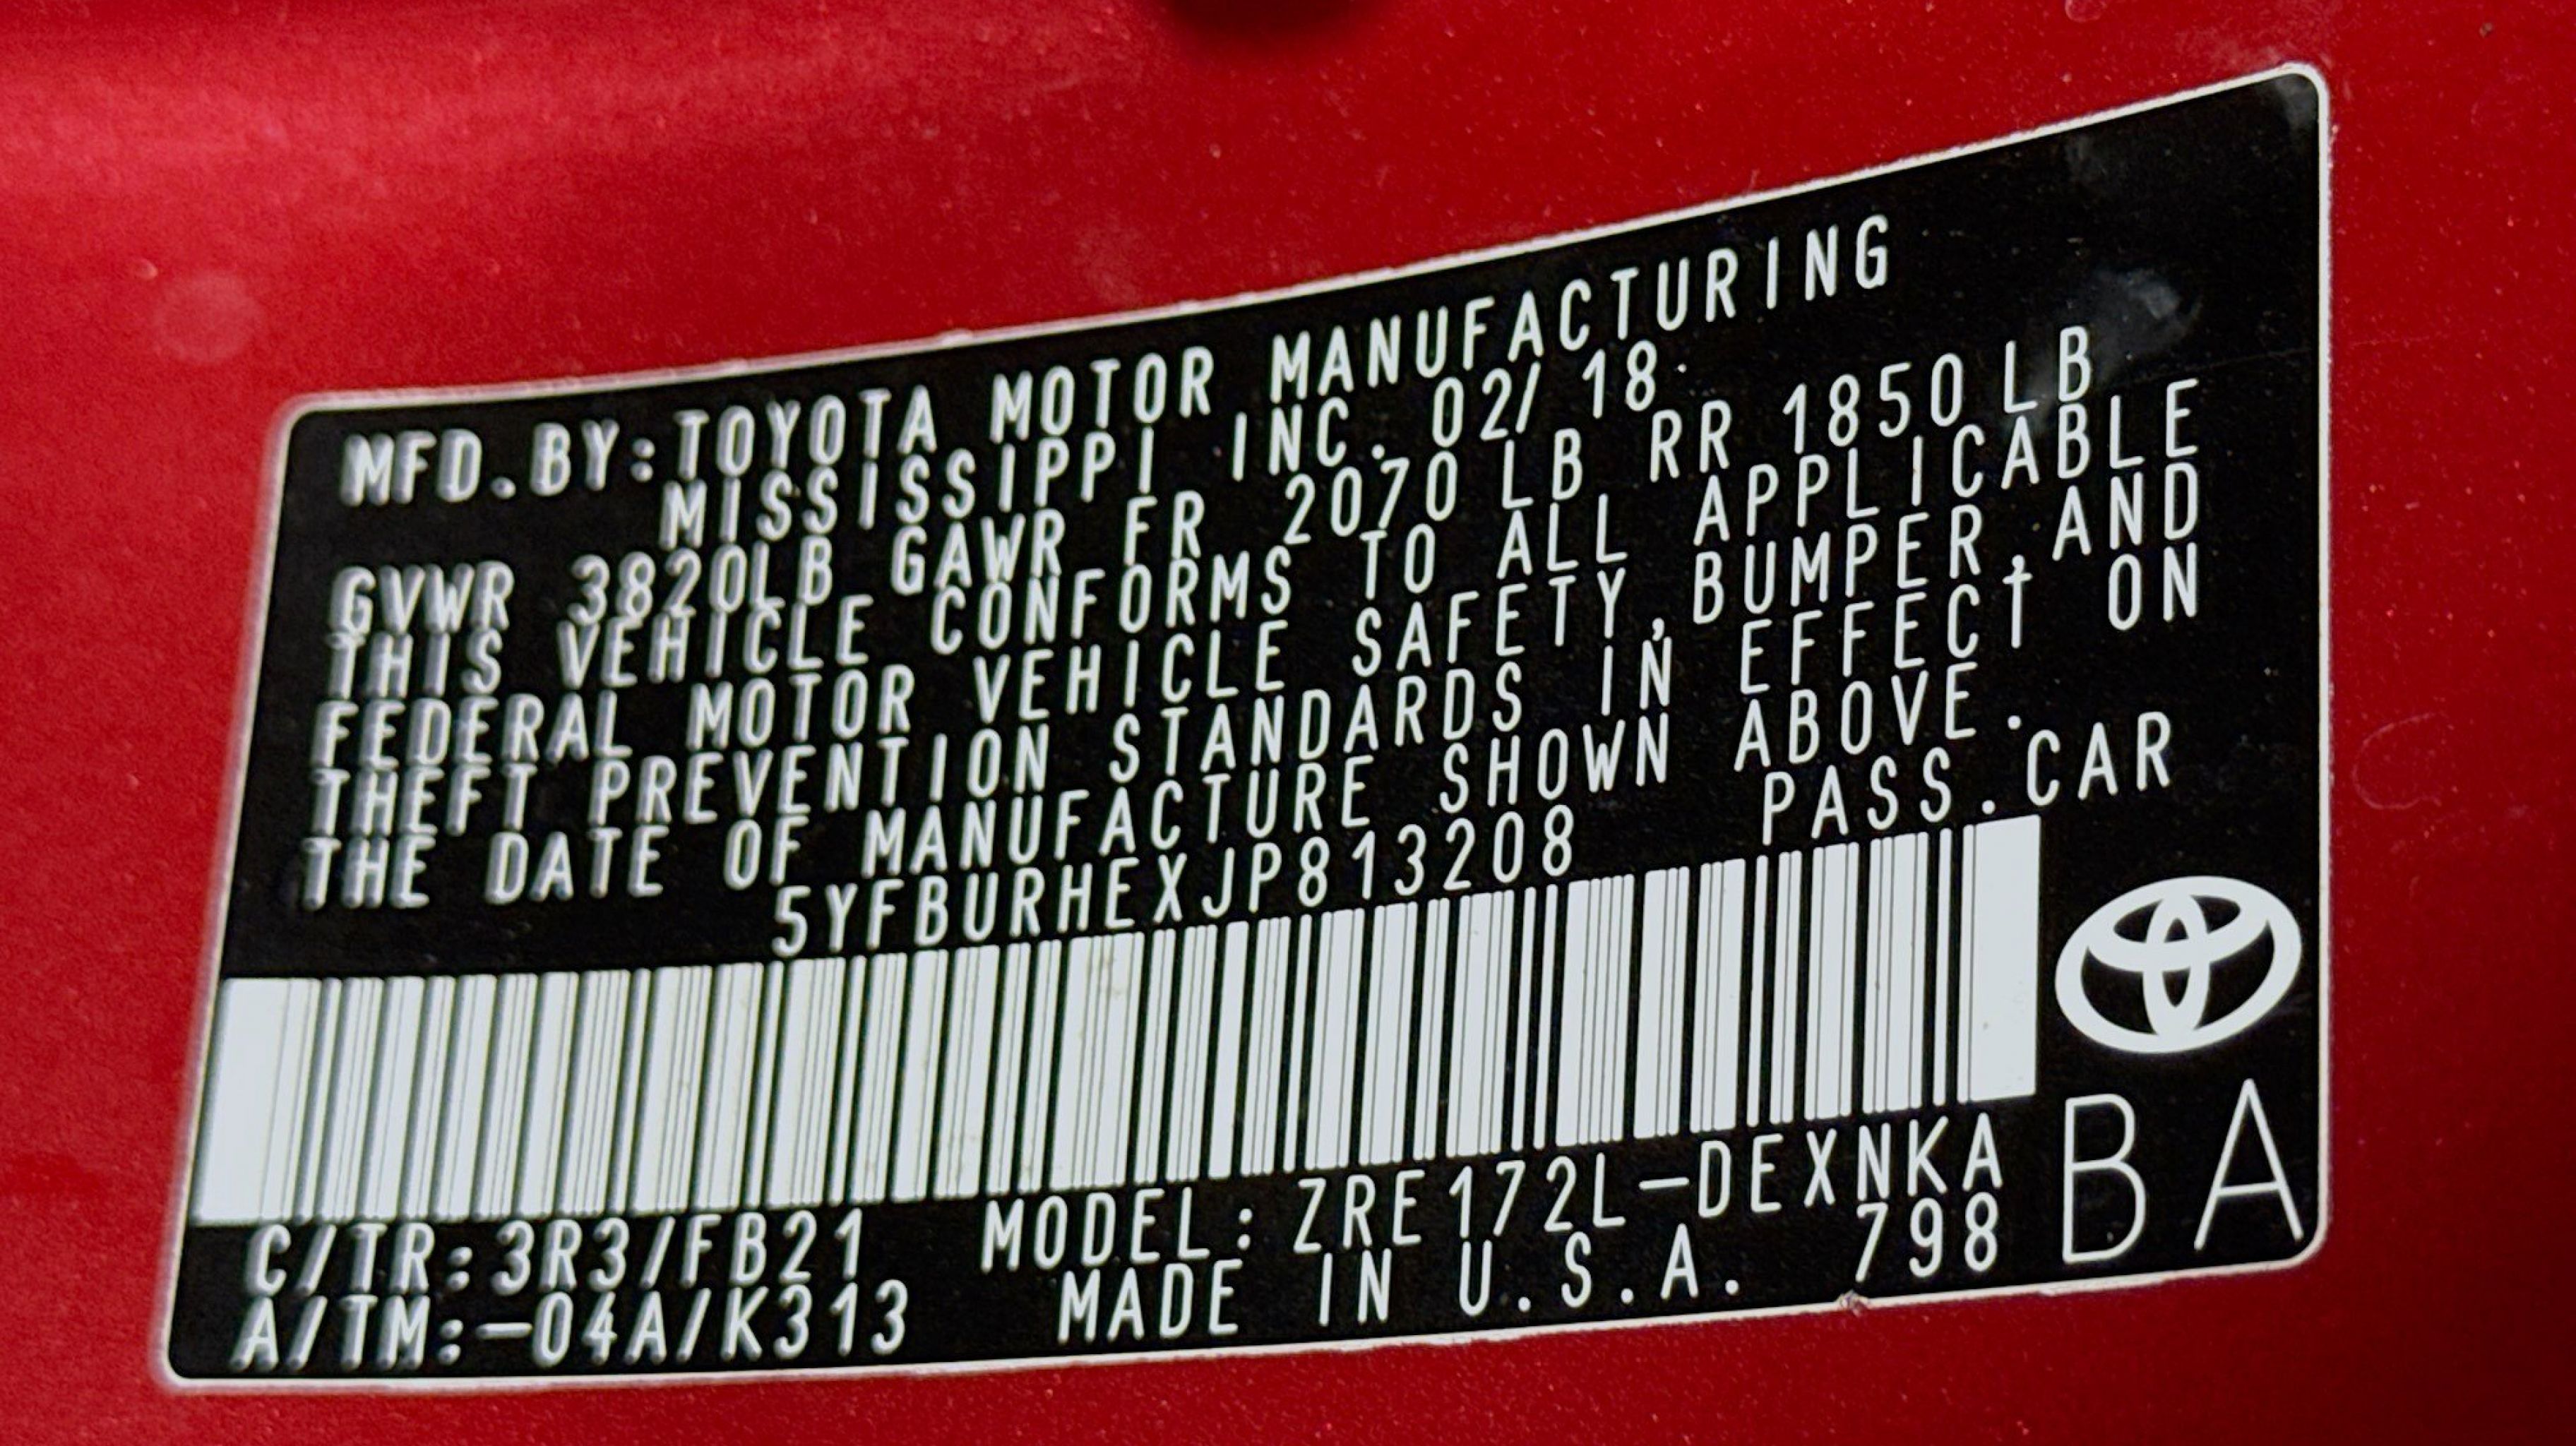 MFD.BY:TOYOTA MOTOR MANUFACTURING
MISSISSIPPI INC. 02/ 18
GVWR 3820LB GAWR FR 2070 LB RR 1850 LB
THIS VEHICLE CONFORMS TO ALL APPLICABLE
FEDERAL MOTOR VEHICLE SAFETY,BUMPER,AND
THEFT PREVENTION STANDARDS IN EFFECT ON
THE DATE OF MANUFACTURE SHOWN ABOVE.
5YFBURHEXJP813208 PASS.CAR
C/TR:3R3/FB21 MODEL: ZRE172L-DEXNKA
A/TM:-04A/K313 MADE IN U.S.A. 798
BA